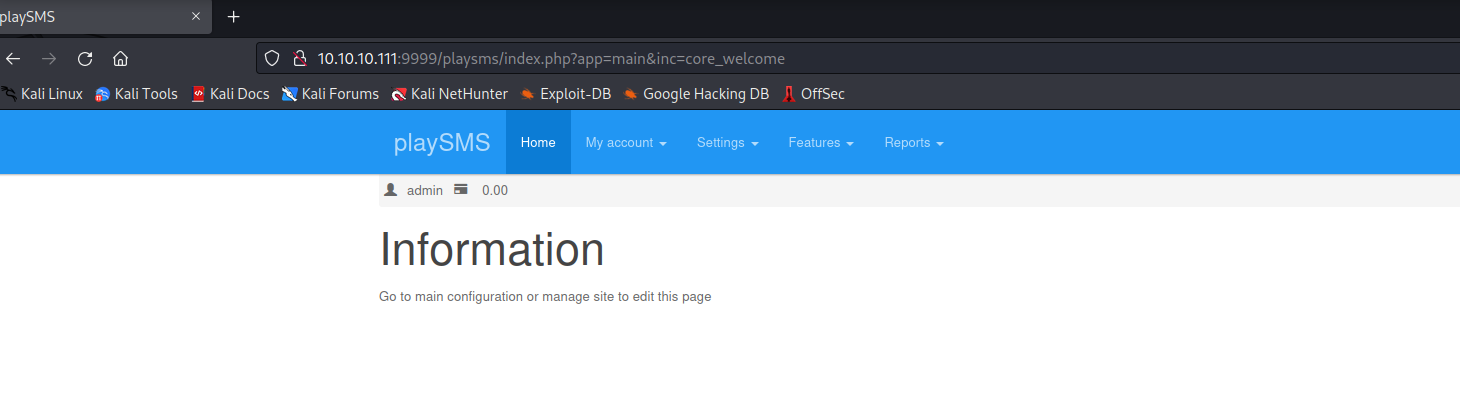 playSMS
10.10.10.111:9999/playsms/index.php?app=main&inc=core_welcome
Kali Linux Kali Tools Kali Docs Kali Forums Kali NetHunter Exploit-DB Google Hacking DB OffSec
playSMS Home My account Settings Features Reports
admin 0.00
Information
Go to main configuration or manage site to edit this page